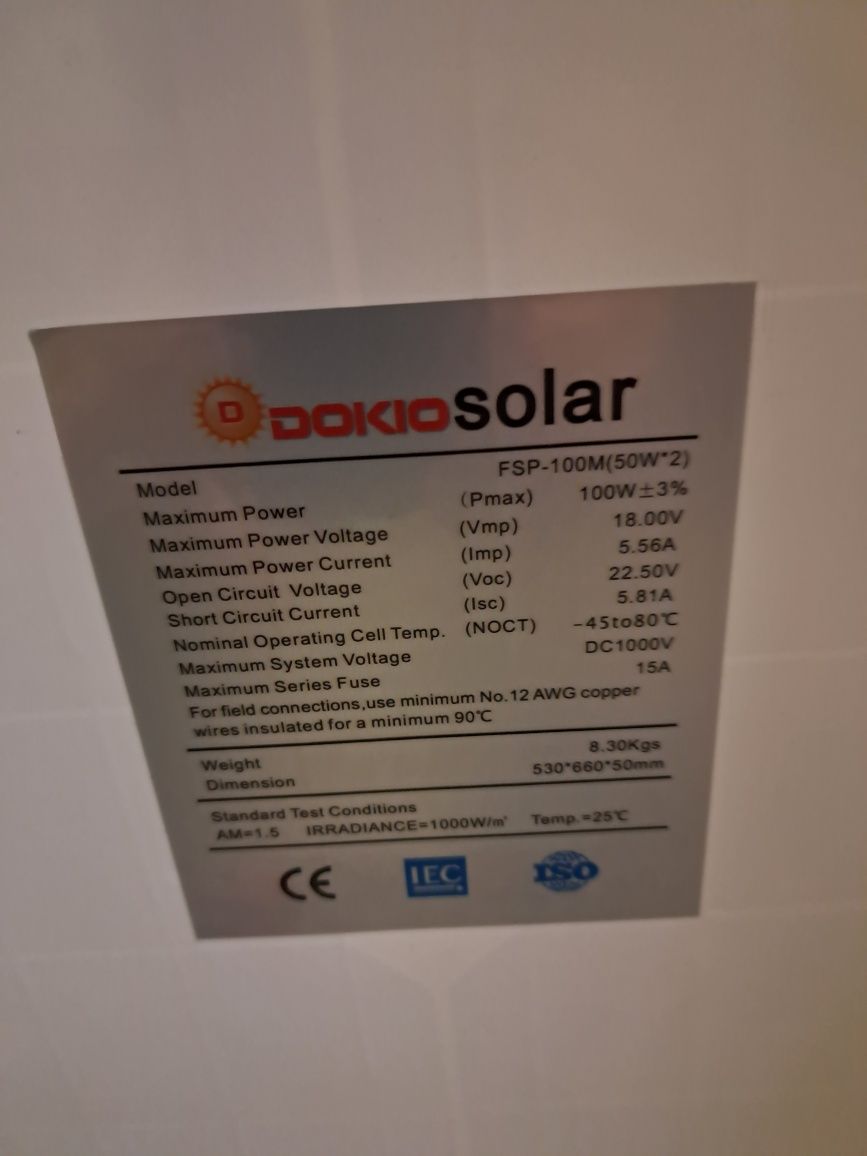 D DOKIO solar
Model FSP-100M(50W*2)
Maximum Power (Pmax) 100W±3%
Maximum Power Voltage (Vmp) 18.00V
Maximum Power Current (Imp) 5.56A
Open Circuit Voltage (Voc) 22.50V
Short Circuit Current (Isc) 5.81A
Nominal Operating Cell Temp. (NOCT) -45to80℃
Maximum System Voltage DC1000V
Maximum Series Fuse 15A
For field connections,use minimum No.12 AWG copper
wires insulated for a minimum 90℃
Weight 8.30Kgs
Dimension 530*660*50mm
Standard Test Conditions
AM=1.5 IRRADIANCE=1000W/m² Temp.=25℃
CE IEC ISO